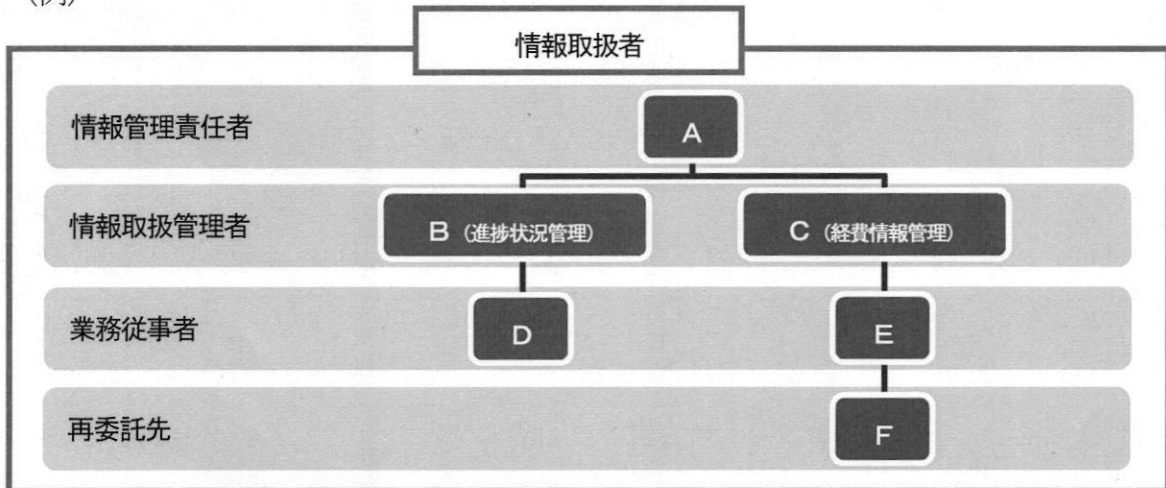 (例)
情報取扱者
情報管理責任者
A
情報取扱管理者
B (進捗状況管理)
C (経費情報管理)
業務従事者
D
E
再委託先
F